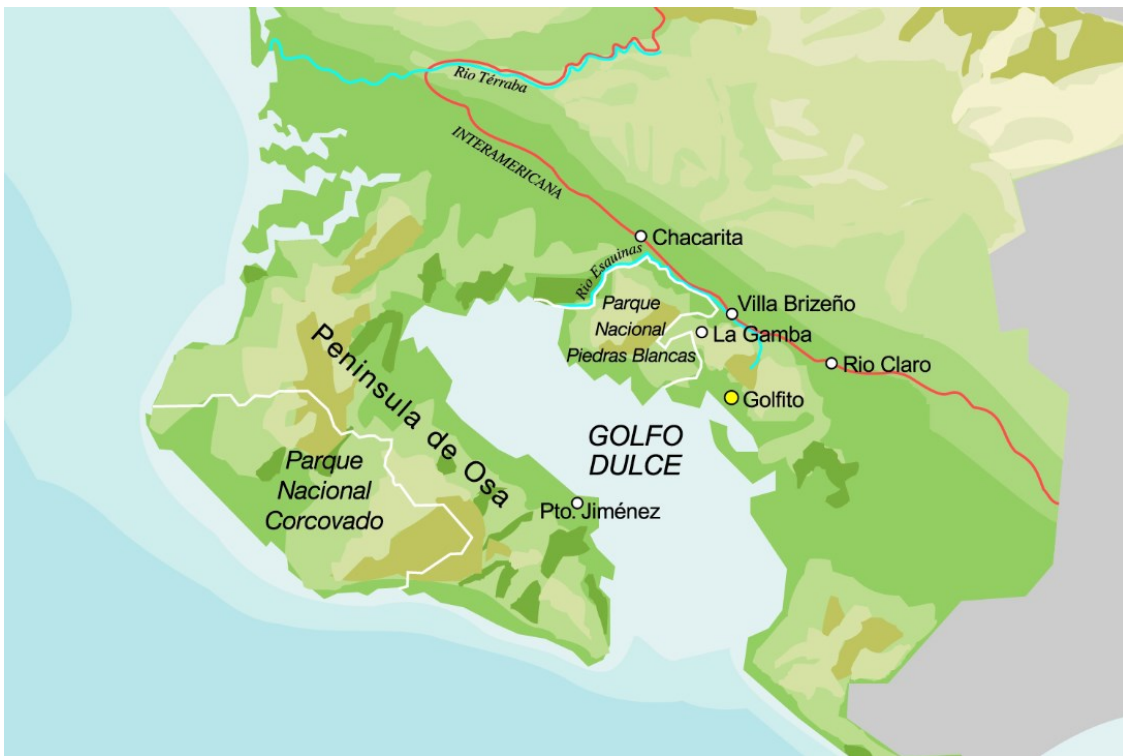 Rio Térraba
INTERAMERICANA
Chacarita
Rio Esquinas
Villa Brizeño
Parque
Nacional
Piedras Blancas
La Gamba
Rio Claro
Golfito
Peninsula de Osa
GOLFO
DULCE
Parque
Nacional
Corcovado
Pto. Jiménez